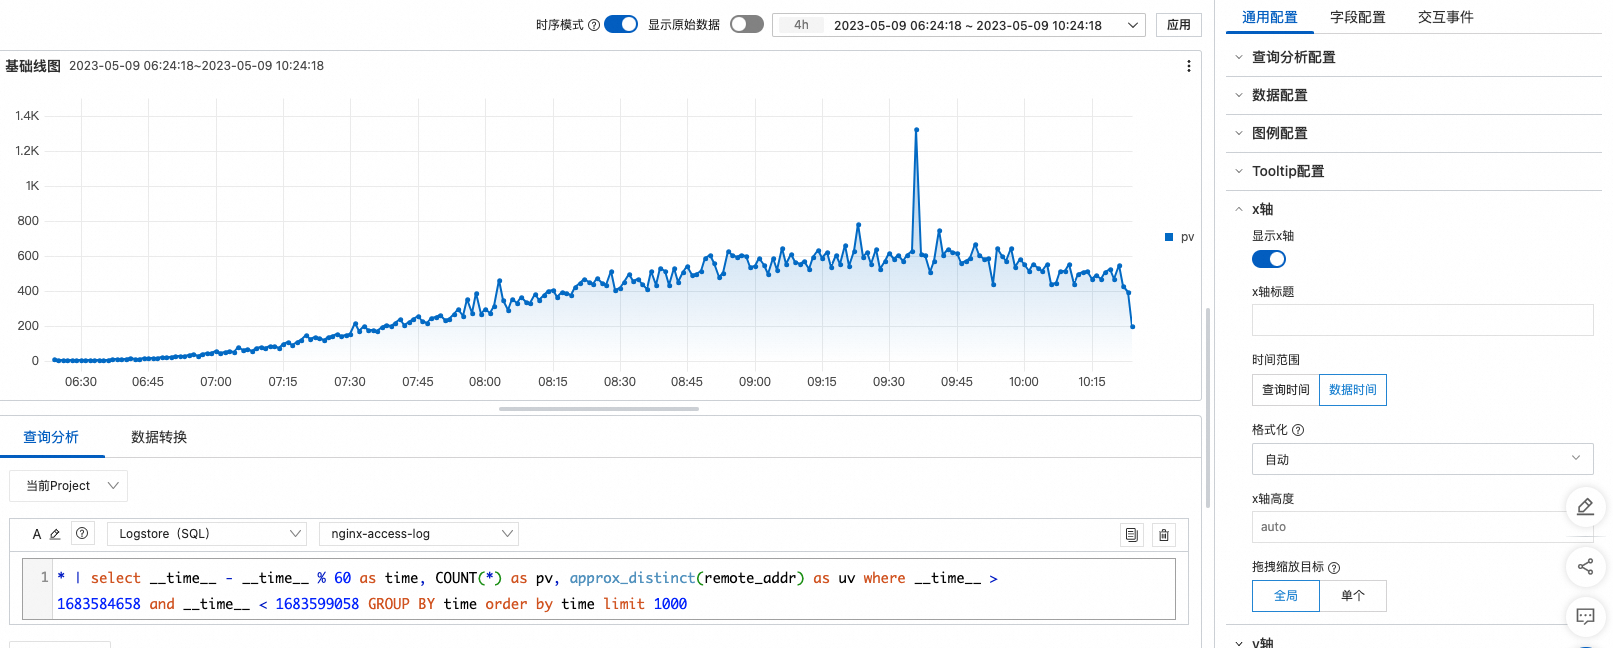 时序模式
显示原始数据
4h 2023-05-09 06:24:18 ~ 2023-05-09 10:24:18
应用
基础线图 2023-05-09 06:24:18~2023-05-09 10:24:18
1.4K
1.2K
1K
800
600
400
200
0
06:30 06:45 07:00 07:15 07:30 07:45 08:00 08:15 08:30 08:45 09:00 09:15 09:30 09:45 10:00 10:15
pv
查询分析 数据转换
当前Project
A ? Logstore（SQL） nginx-access-log
1 * | select __time__ - __time__ % 60 as time, COUNT(*) as pv, approx_distinct(remote_addr) as uv where __time__ >
1683584658 and __time__ < 1683599058 GROUP BY time order by time limit 1000
通用配置 字段配置 交互事件
查询分析配置
数据配置
图例配置
Tooltip配置
x轴
显示x轴
x轴标题
时间范围
查询时间 数据时间
格式化 ?
自动
x轴高度
auto
拖拽缩放目标 ?
全局 单个
y轴